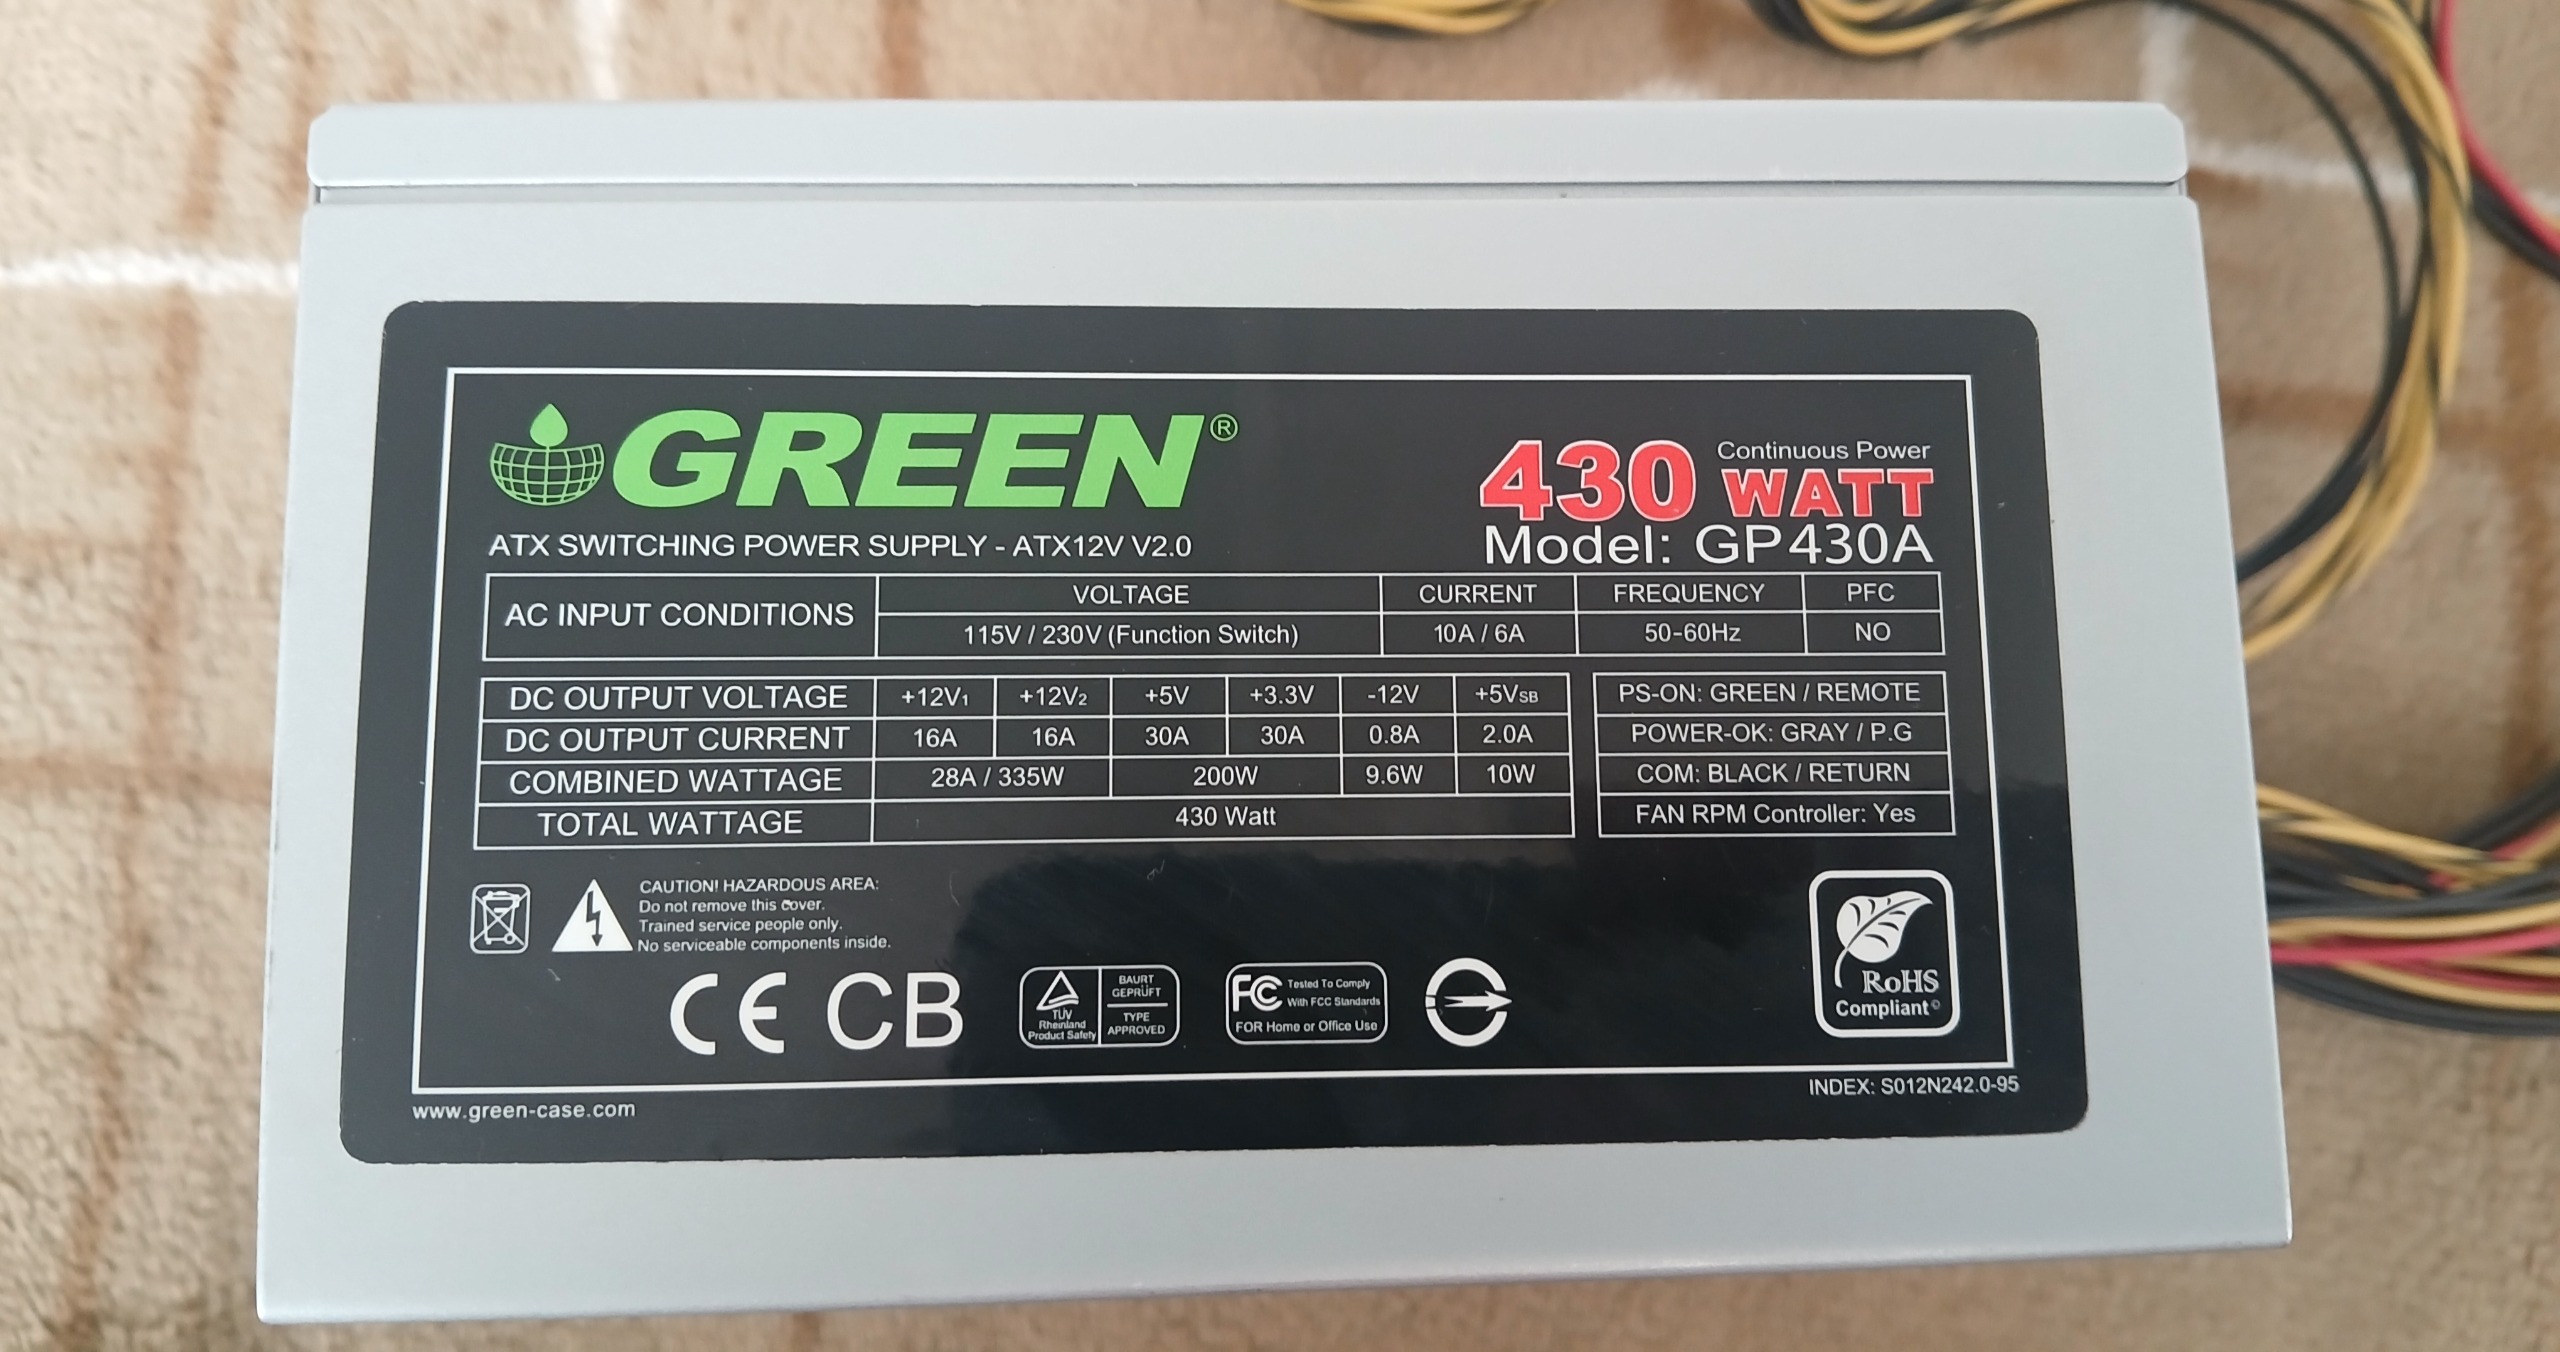 GREEN®
Continuous Power
430 WATT
ATX SWITCHING POWER SUPPLY - ATX12V V2.0
Model: GP430A
AC INPUT CONDITIONS VOLTAGE CURRENT FREQUENCY PFC
115V / 230V (Function Switch) 10A / 6A 50-60Hz NO
DC OUTPUT VOLTAGE +12V1 +12V2 +5V +3.3V -12V +5VSB
DC OUTPUT CURRENT 16A 16A 30A 30A 0.8A 2.0A
COMBINED WATTAGE 28A / 335W 200W 9.6W 10W
TOTAL WATTAGE 430 Watt
PS-ON: GREEN / REMOTE
POWER-OK: GRAY / P.G
COM: BLACK / RETURN
FAN RPM Controller: Yes
CAUTION! HAZARDOUS AREA:
Do not remove this cover.
Trained service people only.
No serviceable components inside.
CE CB
TÜV
Rheinland
Product Safety
BAURT
GEPRÜFT
TYPE
APPROVED
FC Tested To Comply
With FCC Standards
FOR Home or Office Use
RoHS
Compliant©
INDEX: S012N242.0-95
www.green-case.com